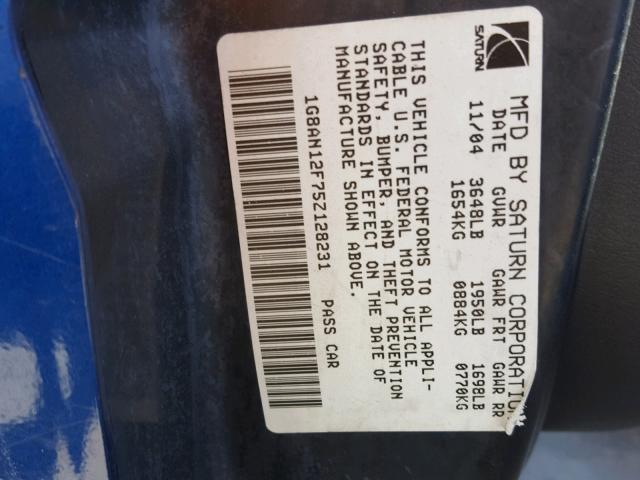 SATURN
MFD BY SATURN CORPORATION
DATE GVWR GAWR FRT GAWR RR
11/04 3648LB 1950LB 1698LB
1654KG 0884KG 0770KG
THIS VEHICLE CONFORMS TO ALL APPLI-
CABLE U.S. FEDERAL MOTOR VEHICLE
SAFETY, BUMPER, AND THEFT PREVENTION
STANDARDS IN EFFECT ON THE DATE OF
MANUFACTURE SHOWN ABOVE.
1G8AN12F75Z128231 PASS CAR